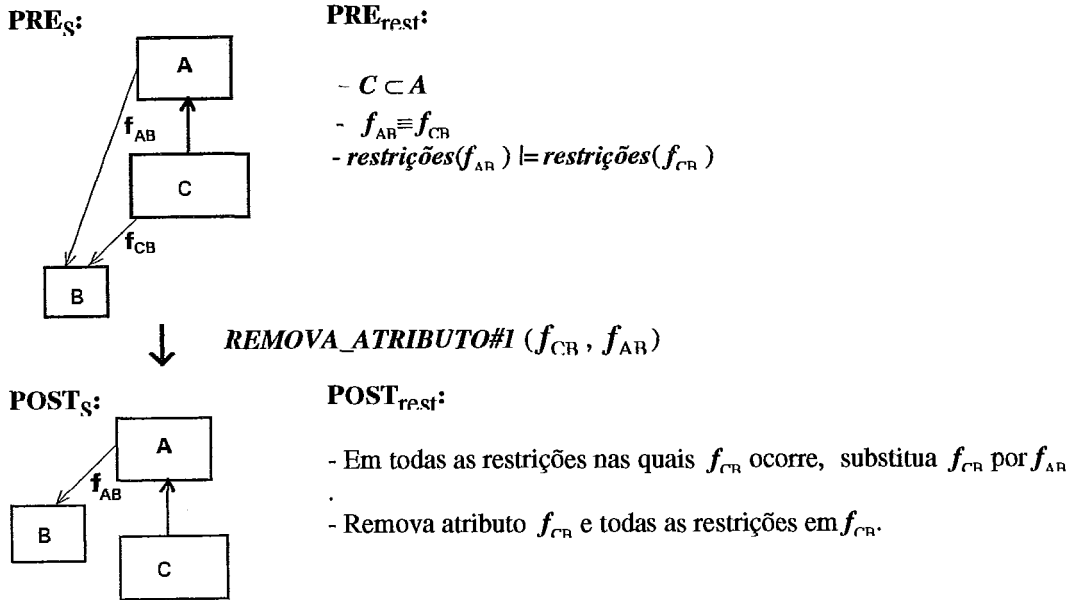 PRE_S:
PRE_rest:
A
- C ⊂ A
f_AB
- f_AB≡f_CB
- restrições(f_AB) |= restrições(f_CB)
C
f_CB
B
REMOVA_ATRIBUTO#1 (f_CB, f_AB)
POST_S:
POST_rest:
A
- Em todas as restrições nas quais f_CB ocorre, substitua f_CB por f_AB
f_AB
.
- Remova atributo f_CB e todas as restrições em f_CB.
B
C